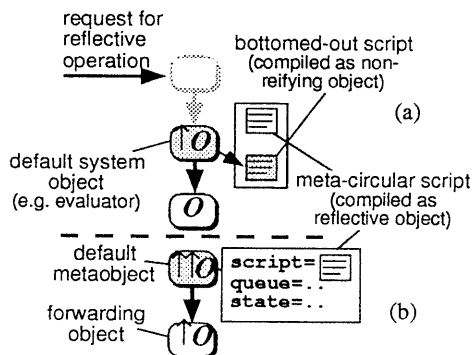 request for
reflective
operation
bottomed-out script
(compiled as non-
reifying object)
(a)
↑O
default system
object
(e.g. evaluator)
O
meta-circular script
(compiled as
reflective object)
default
metaobject
↑↑O
script=
queue=..
state=..
(b)
forwarding
object
↑O